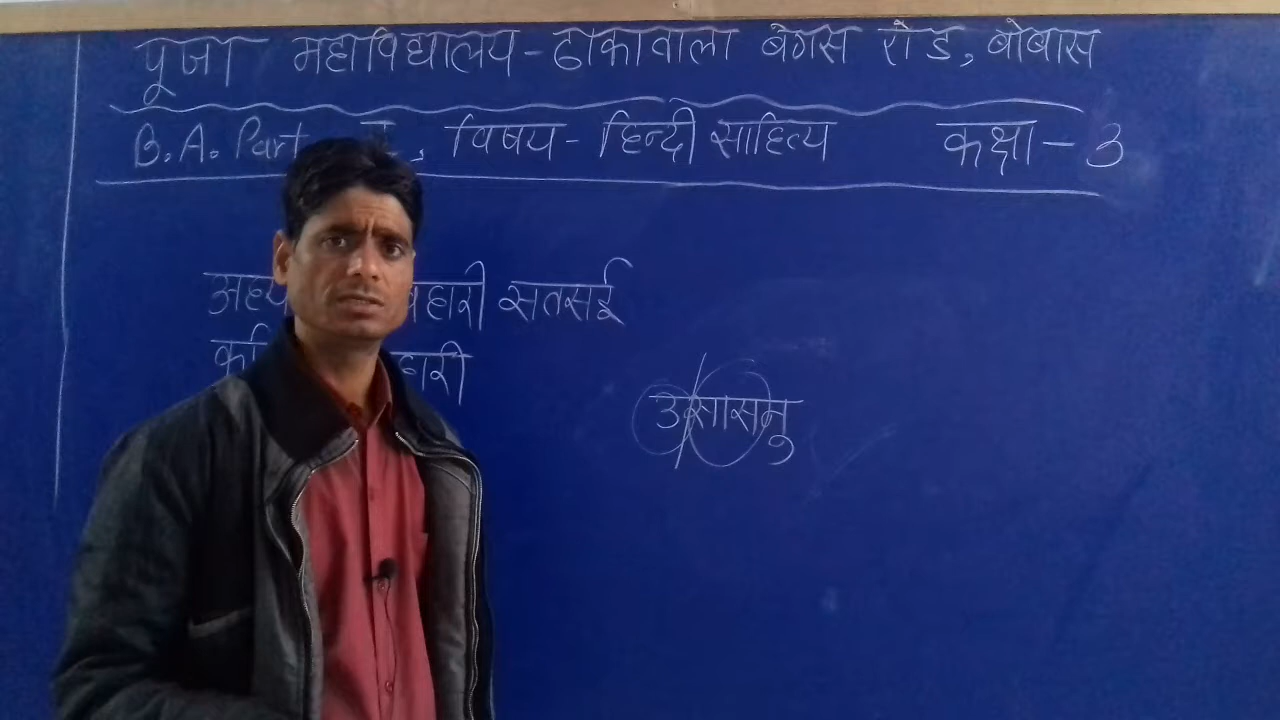 पूजा महाविद्यालय - ढाकावाला बेगस रोड, बोबास
B.A. Part I, विषय - हिन्दी साहित्य कक्षा - 3
बिहारी सतसई
उसासनु